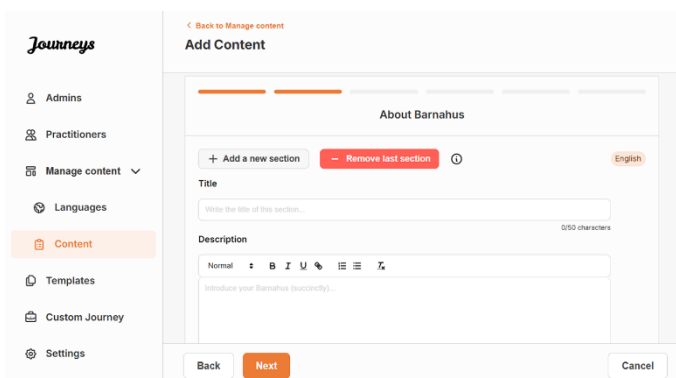 Journeys
Admins
Practitioners
Manage content
Languages
Content
Templates
Custom Journey
Settings
< Back to Manage content
Add Content
About Barnahus
+ Add a new section
− Remove last section
English
Title
Write the title of this section...
0/50 characters
Description
Normal B I U
Introduce your Barnahus (succinctly)...
Back
Next
Cancel